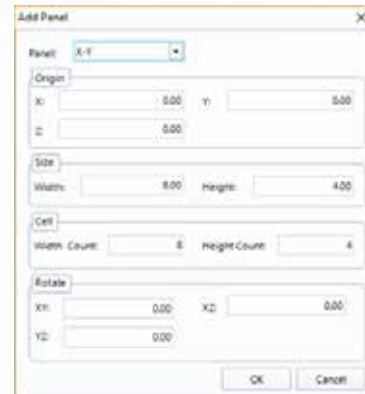 Add Panel
Panel: X-Y
Origin
X: 0.00 Y: 0.00
Z: 0.00
Size
Width: 8.00 Height: 4.00
Cell
Width Count: 8 Height Count: 4
Rotate
XY: 0.00 XZ: 0.00
YZ: 0.00
OK Cancel